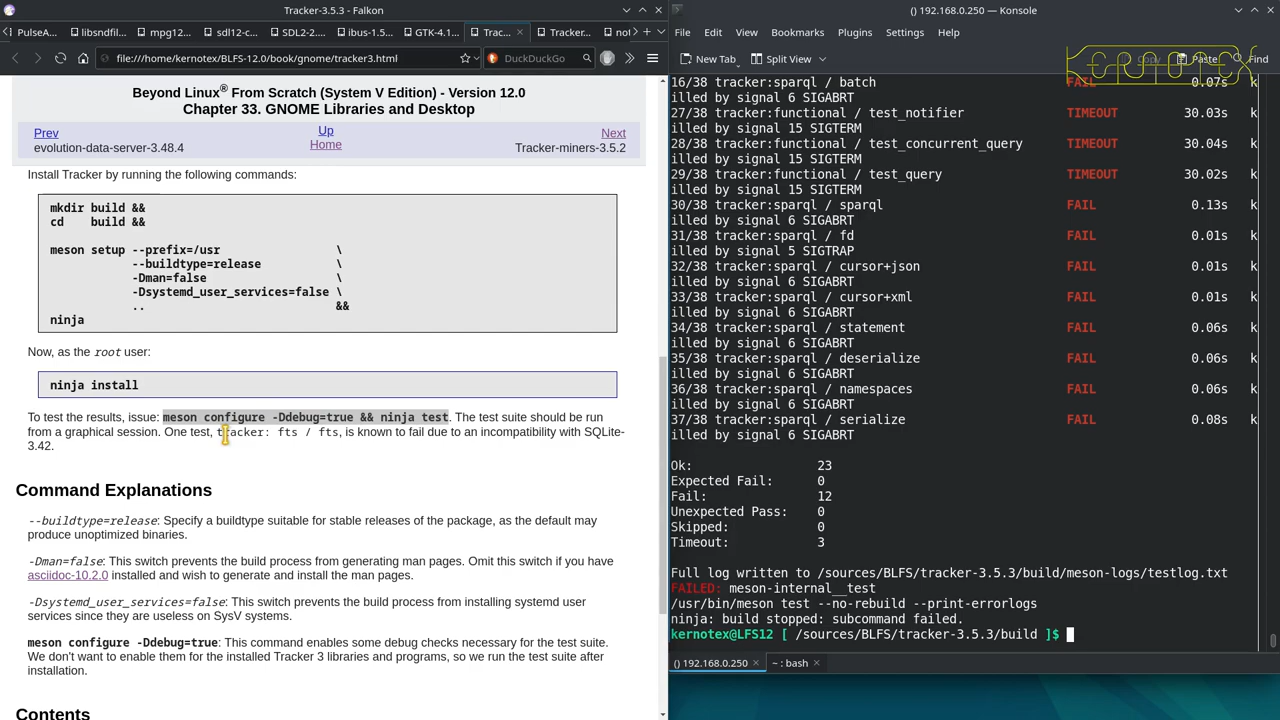 Tracker-3.5.3 - Falkon
PulseA
libsndfil...
mpg12...
sdl12-c...
SDL2-2....
ibus-1.5...
GTK-4.1...
Trac...
Tracker...
file:///home/kernotex/BLFS-12.0/book/gnome/tracker3.html
DuckDuckGo
Beyond Linux® From Scratch (System V Edition) - Version 12.0
Chapter 33. GNOME Libraries and Desktop
Prev
Up
Next
evolution-data-server-3.48.4
Home
Tracker-miners-3.5.2
Install Tracker by running the following commands:
mkdir build &&
cd    build &&
meson setup --prefix=/usr \
--buildtype=release \
-Dman=false \
-Dsystemd_user_services=false \
.. &&
ninja
Now, as the root user:
ninja install
To test the results, issue: meson configure -Ddebug=true && ninja test. The test suite should be run
from a graphical session. One test, tracker: fts / fts, is known to fail due to an incompatibility with SQLite-
3.42.
Command Explanations
--buildtype=release: Specify a buildtype suitable for stable releases of the package, as the default may
produce unoptimized binaries.
-Dman=false: This switch prevents the build process from generating man pages. Omit this switch if you have
asciidoc-10.2.0 installed and wish to generate and install the man pages.
-Dsystemd_user_services=false: This switch prevents the build process from installing systemd user
services since they are useless on SysV systems.
meson configure -Ddebug=true: This command enables some debug checks necessary for the test suite.
We don't want to enable them for the installed Tracker 3 libraries and programs, so we run the test suite after
installation.
Contents
() 192.168.0.250 — Konsole
File Edit View Bookmarks Plugins Settings Help
New Tab Split View Copy Paste Find
KERNOTEX
16/38 tracker:sparql / batch FAIL 0.07s k
illed by signal 6 SIGABRT
27/38 tracker:functional / test_notifier TIMEOUT 30.03s k
illed by signal 15 SIGTERM
28/38 tracker:functional / test_concurrent_query TIMEOUT 30.04s k
illed by signal 15 SIGTERM
29/38 tracker:functional / test_query TIMEOUT 30.02s k
illed by signal 15 SIGTERM
30/38 tracker:sparql / sparql FAIL 0.13s k
illed by signal 6 SIGABRT
31/38 tracker:sparql / fd FAIL 0.01s k
illed by signal 5 SIGTRAP
32/38 tracker:sparql / cursor+json FAIL 0.01s k
illed by signal 6 SIGABRT
33/38 tracker:sparql / cursor+xml FAIL 0.01s k
illed by signal 6 SIGABRT
34/38 tracker:sparql / statement FAIL 0.06s k
illed by signal 6 SIGABRT
35/38 tracker:sparql / deserialize FAIL 0.06s k
illed by signal 6 SIGABRT
36/38 tracker:sparql / namespaces FAIL 0.06s k
illed by signal 6 SIGABRT
37/38 tracker:sparql / serialize FAIL 0.08s k
illed by signal 6 SIGABRT
Ok: 23
Expected Fail: 0
Fail: 12
Unexpected Pass: 0
Skipped: 0
Timeout: 3
Full log written to /sources/BLFS/tracker-3.5.3/build/meson-logs/testlog.txt
FAILED: meson-internal__test
/usr/bin/meson test --no-rebuild --print-errorlogs
ninja: build stopped: subcommand failed.
kernotex@LFS12 [ /sources/BLFS/tracker-3.5.3/build ]$
() 192.168.0.250
~ : bash